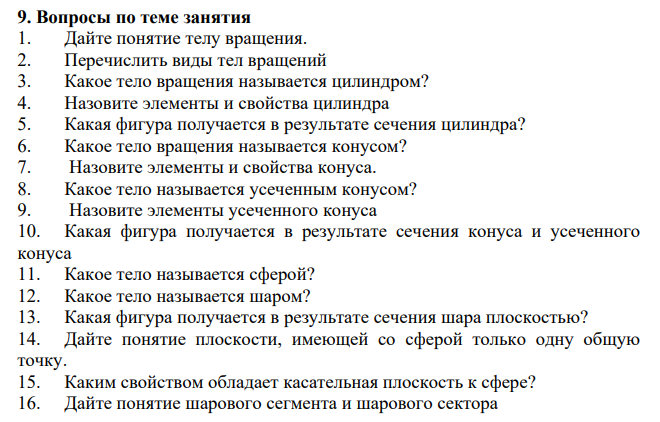 9. Вопросы по теме занятия
1. Дайте понятие телу вращения.
2. Перечислить виды тел вращений
3. Какое тело вращения называется цилиндром?
4. Назовите элементы и свойства цилиндра
5. Какая фигура получается в результате сечения цилиндра?
6. Какое тело вращения называется конусом?
7. Назовите элементы и свойства конуса.
8. Какое тело называется усеченным конусом?
9. Назовите элементы усеченного конуса
10. Какая фигура получается в результате сечения конуса и усеченного
конуса
11. Какое тело называется сферой?
12. Какое тело называется шаром?
13. Какая фигура получается в результате сечения шара плоскостью?
14. Дайте понятие плоскости, имеющей со сферой только одну общую
точку.
15. Каким свойством обладает касательная плоскость к сфере?
16. Дайте понятие шарового сегмента и шарового сектора